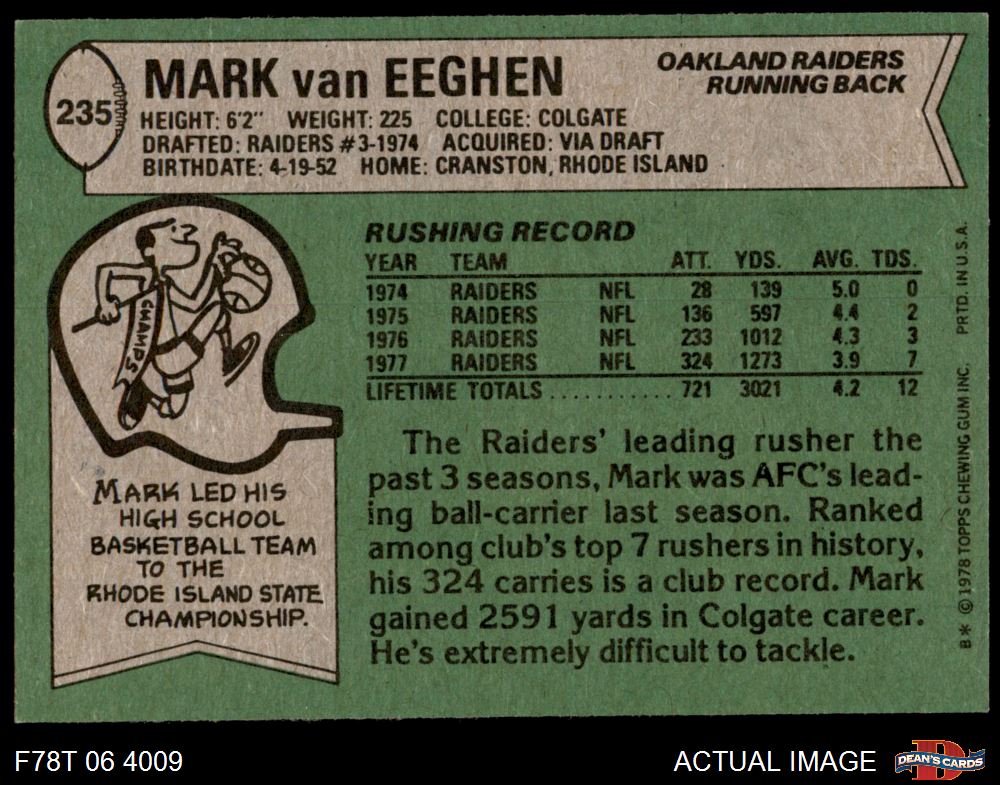 235
MARK van EEGHEN
OAKLAND RAIDERS
RUNNING BACK
HEIGHT: 6'2" WEIGHT: 225 COLLEGE: COLGATE
DRAFTED: RAIDERS #3-1974 ACQUIRED: VIA DRAFT
BIRTHDATE: 4-19-52 HOME: CRANSTON, RHODE ISLAND
CHAMPS
MARK LED HIS
HIGH SCHOOL
BASKETBALL TEAM
TO THE
RHODE ISLAND STATE
CHAMPIONSHIP.
RUSHING RECORD
YEAR TEAM ATT. YDS. AVG. TDS.
1974 RAIDERS NFL 28 139 5.0 0
1975 RAIDERS NFL 136 597 4.4 2
1976 RAIDERS NFL 233 1012 4.3 3
1977 RAIDERS NFL 324 1273 3.9 7
LIFETIME TOTALS ............ 721 3021 4.2 12
The Raiders' leading rusher the
past 3 seasons, Mark was AFC's lead-
ing ball-carrier last season. Ranked
among club's top 7 rushers in history,
his 324 carries is a club record. Mark
gained 2591 yards in Colgate career.
He's extremely difficult to tackle.
B* © 1978 TOPPS CHEWING GUM INC. PRTD. IN U.S.A.
F78T 06 4009
ACTUAL IMAGE
D
DEAN'S CARDS